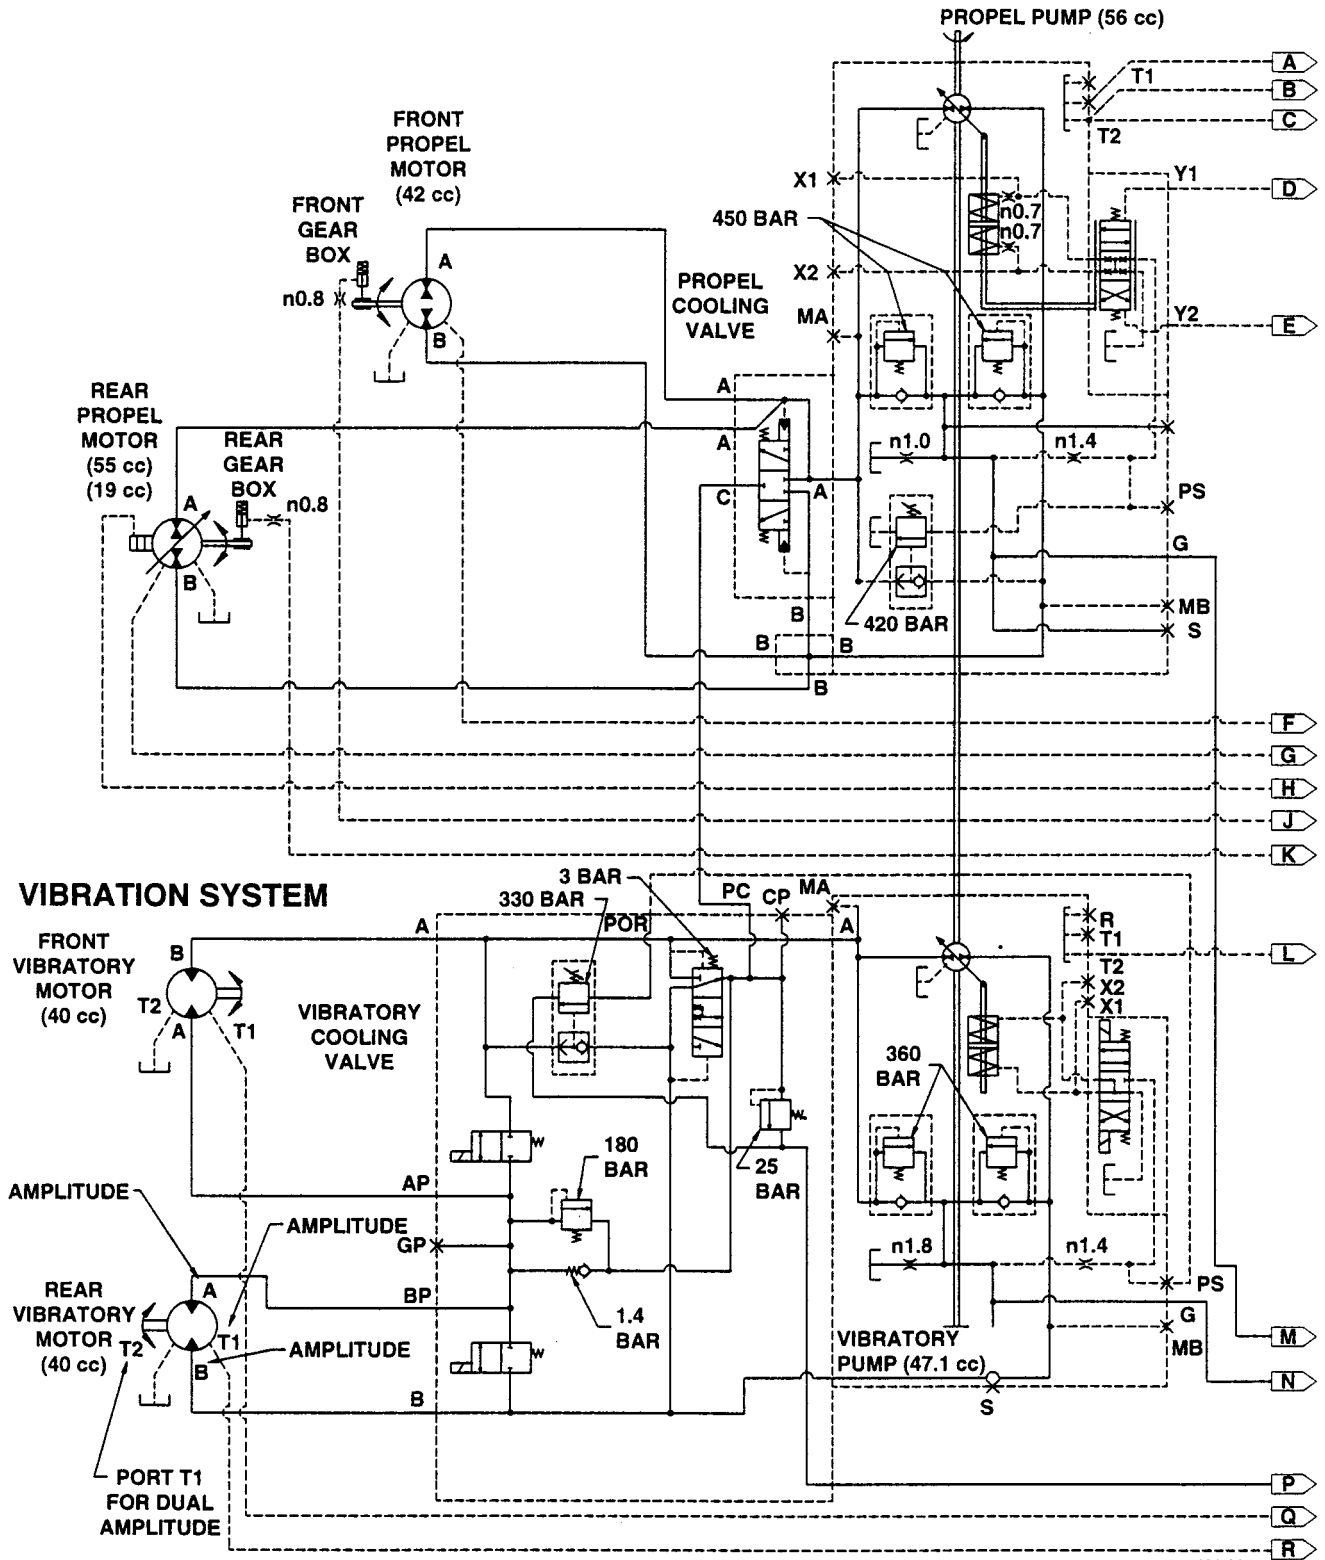 PROPEL PUMP (56 cc)
A
T1
B
C
T2
FRONT
PROPEL
MOTOR
(42 cc)
Y1
X1
D
FRONT
GEAR
BOX
450 BAR
n0.7
n0.7
A
PROPEL
COOLING
VALVE
X2
n0.8
MA
Y2
E
B
REAR
PROPEL
MOTOR
(55 cc)
(19 cc)
A
A
REAR
GEAR
BOX
n1.0
n1.4
C
A
PS
A
n0.8
G
B
B
MB
420 BAR
S
B
B
B
F
G
H
J
K
VIBRATION SYSTEM
3 BAR
330 BAR
PC
CP
MA
A
POR
A
R
T1
L
FRONT
VIBRATORY
MOTOR
(40 cc)
B
T2
A
T1
VIBRATORY
COOLING
VALVE
T2
X2
X1
360
BAR
180
BAR
25
BAR
AMPLITUDE
AP
AMPLITUDE
GP
n1.8
n1.4
REAR
VIBRATORY
MOTOR
(40 cc)
A
BP
PS
1.4
BAR
G
T2
T1
VIBRATORY
PUMP (47.1 cc)
MB
M
AMPLITUDE
B
N
B
S
PORT T1
FOR DUAL
AMPLITUDE
P
Q
R